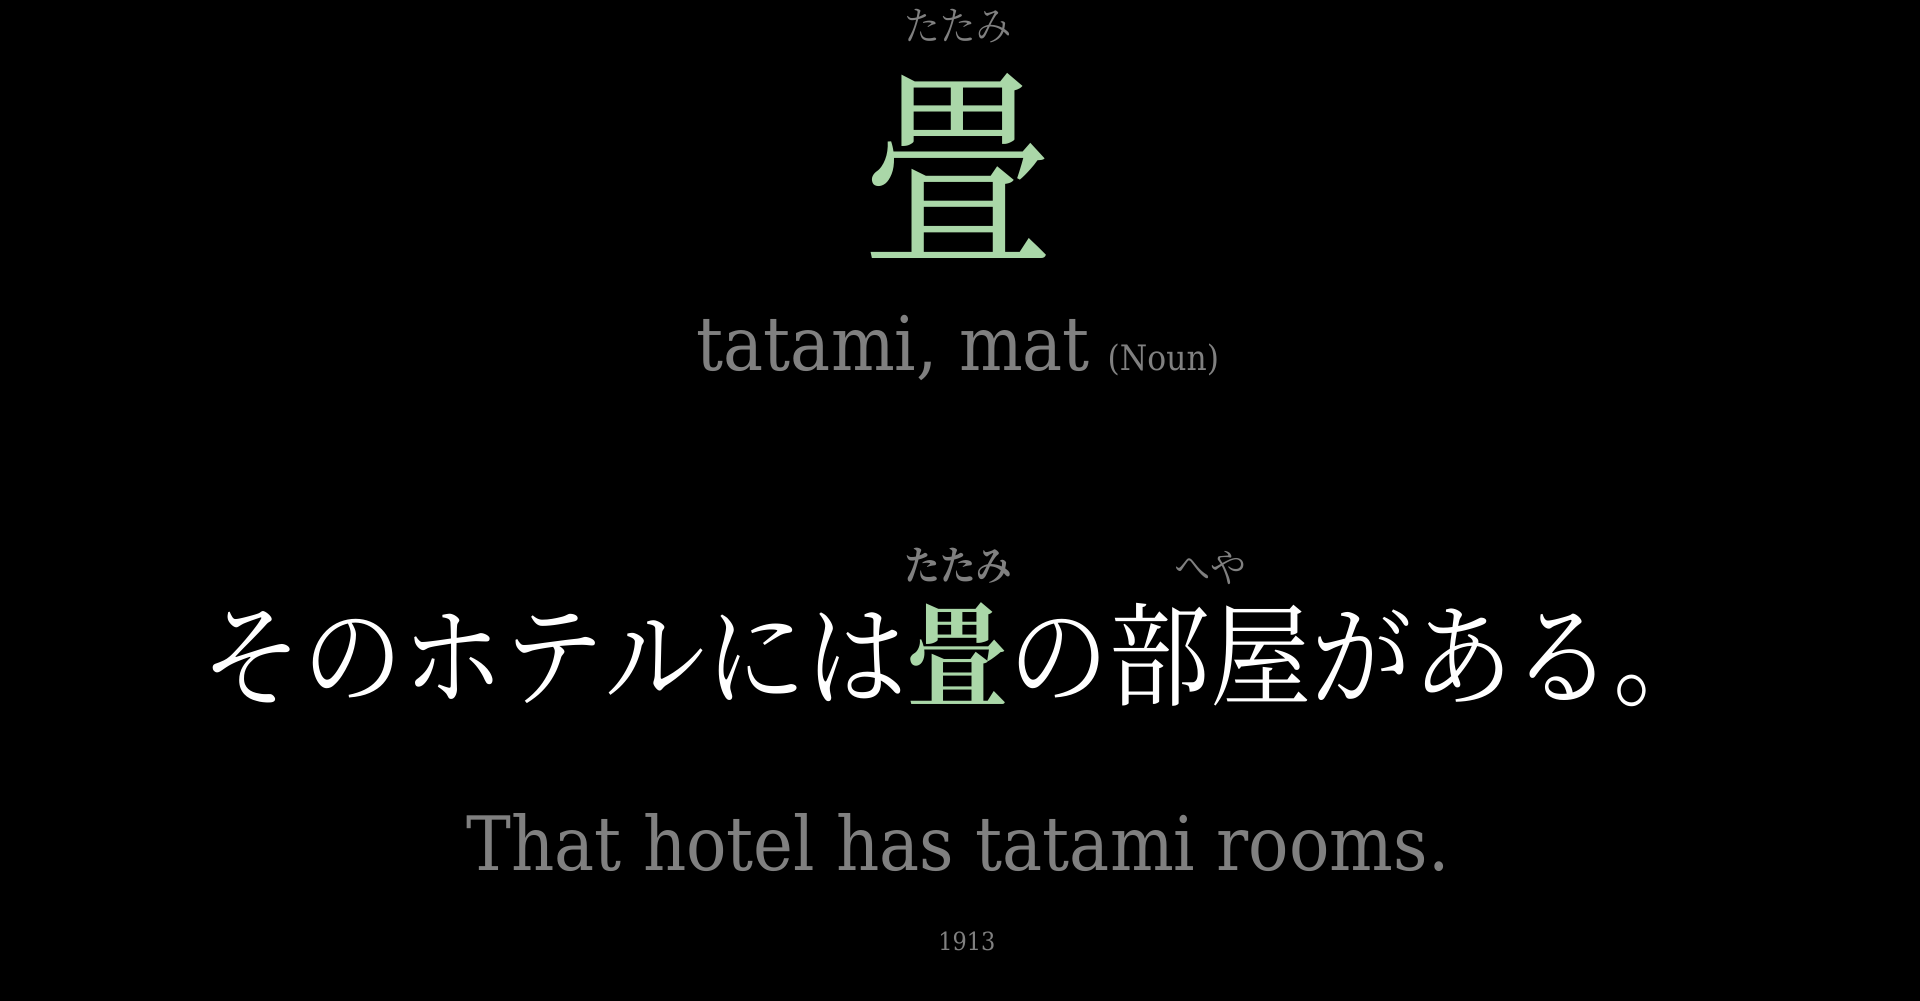 たたみ
畳
tatami, mat (Noun)
たたみ へや
そのホテルには畳の部屋がある。
That hotel has tatami rooms.
1913